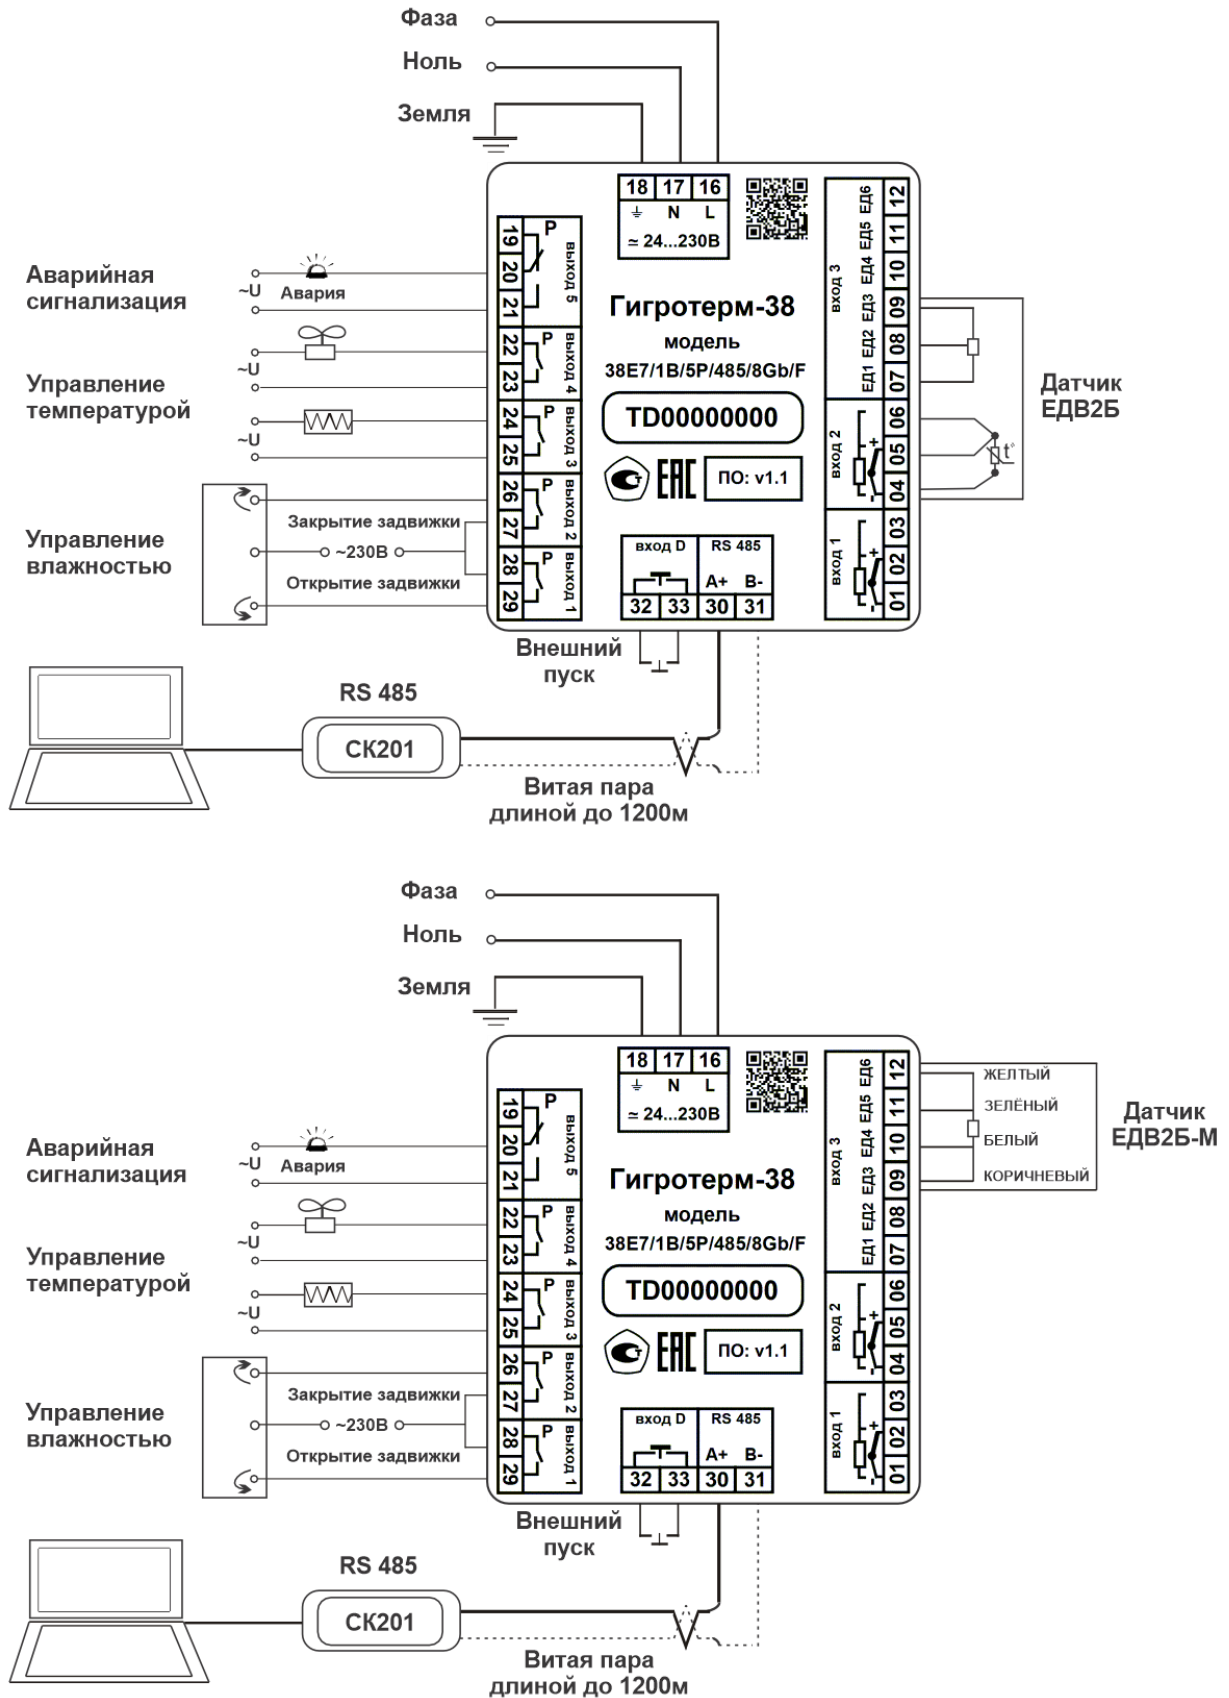 Фаза
Ноль
Земля
18 17 16
N L
≃ 24...230В
19 20 21 P выход 5
22 23 P выход 4
24 25 P выход 3
26 27 P выход 2
28 29 P выход 1
Аварийная
сигнализация
~U
Авария
Управление
температурой
~U
~U
Управление
влажностью
Закрытие задвижки
~230В
Открытие задвижки
Гигротерм-38
модель
38Е7/1В/5Р/485/8Gb/F
TD00000000
ЕАС
ПО: v1.1
вход D
RS 485
A+ B-
32 33 30 31
вход 3
ЕД1 ЕД2 ЕД3 ЕД4 ЕД5 ЕД6
07 08 09 10 11 12
вход 2
+
-
04 05 06
вход 1
+
-
01 02 03
t°
Датчик
ЕДВ2Б
Внешний
пуск
RS 485
СК201
Витая пара
длиной до 1200м
Фаза
Ноль
Земля
18 17 16
N L
≃ 24...230В
19 20 21 P выход 5
22 23 P выход 4
24 25 P выход 3
26 27 P выход 2
28 29 P выход 1
Аварийная
сигнализация
~U
Авария
Управление
температурой
~U
~U
Управление
влажностью
Закрытие задвижки
~230В
Открытие задвижки
Гигротерм-38
модель
38Е7/1В/5Р/485/8Gb/F
TD00000000
ЕАС
ПО: v1.1
вход D
RS 485
A+ B-
32 33 30 31
вход 3
ЕД1 ЕД2 ЕД3 ЕД4 ЕД5 ЕД6
07 08 09 10 11 12
вход 2
+
-
04 05 06
вход 1
+
-
01 02 03
ЖЕЛТЫЙ
ЗЕЛЁНЫЙ
БЕЛЫЙ
КОРИЧНЕВЫЙ
Датчик
ЕДВ2Б-М
Внешний
пуск
RS 485
СК201
Витая пара
длиной до 1200м